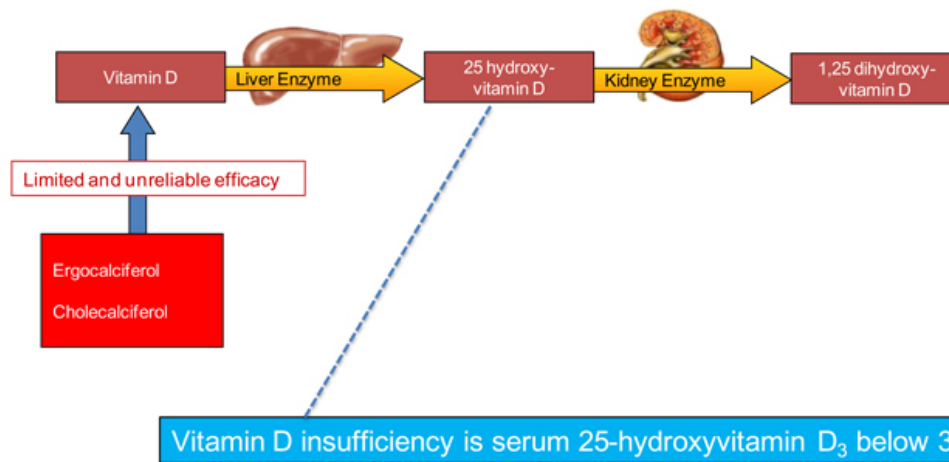 Vitamin D
Liver Enzyme
25 hydroxy-
vitamin D
Kidney Enzyme
1,25 dihydroxy-
vitamin D
Limited and unreliable efficacy
Ergocalciferol
Cholecalciferol
Vitamin D insufficiency is serum 25-hydroxyvitamin D₃ below